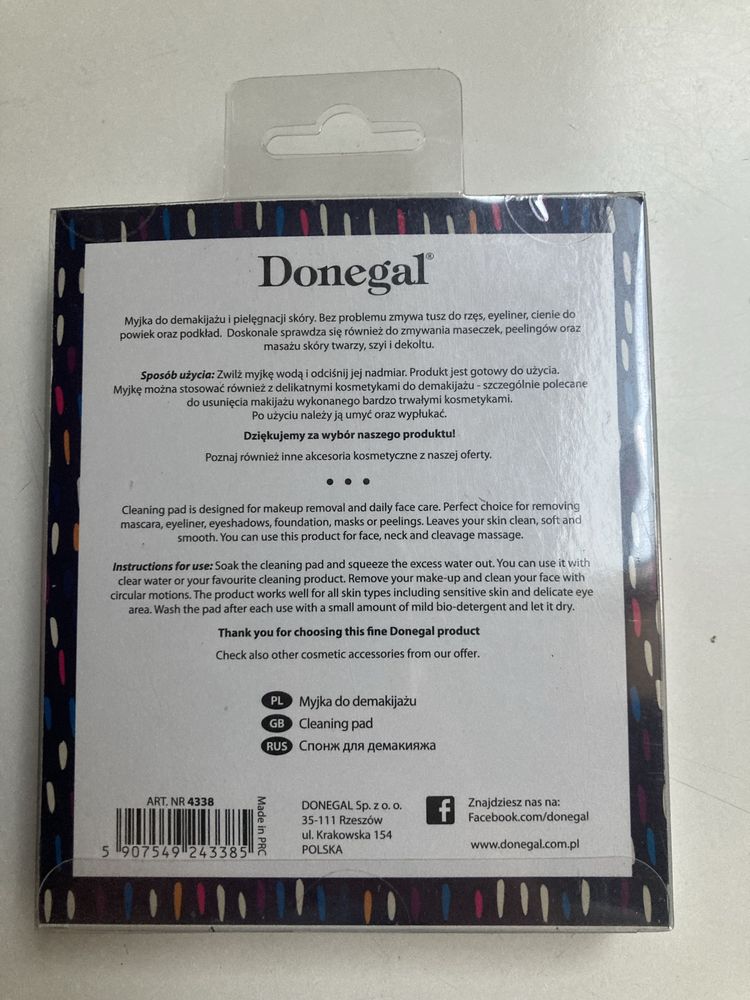 Donegal®
Myjka do demakijażu i pielęgnacji skóry. Bez problemu zmywa tusz do rzęs, eyeliner, cienie do
powiek oraz podkład. Doskonale sprawdza się również do zmywania maseczek, peelingów oraz
masażu skóry twarzy, szyi i dekoltu.
Sposób użycia: Zwilż myjkę wodą i odciśnij jej nadmiar. Produkt jest gotowy do użycia.
Myjkę można stosować również z delikatnymi kosmetykami do demakijażu - szczególnie polecane
do usunięcia makijażu wykonanego bardzo trwałymi kosmetykami.
Po użyciu należy ją umyć oraz wypłukać.
Dziękujemy za wybór naszego produktu!
Poznaj również inne akcesoria kosmetyczne z naszej oferty.
• • •
Cleaning pad is designed for makeup removal and daily face care. Perfect choice for removing
mascara, eyeliner, eyeshadows, foundation, masks or peelings. Leaves your skin clean, soft and
smooth. You can use this product for face, neck and cleavage massage.
Instructions for use: Soak the cleaning pad and squeeze the excess water out. You can use it with
clear water or your favourite cleaning product. Remove your make-up and clean your face with
circular motions. The product works well for all skin types including sensitive skin and delicate eye
area. Wash the pad after each use with a small amount of mild bio-detergent and let it dry.
Thank you for choosing this fine Donegal product
Check also other cosmetic accessories from our offer.
PL Myjka do demakijażu
GB Cleaning pad
RUS Спонж для демакияжа
ART. NR 4338
5 907549 243385
Made in PRC
DONEGAL Sp. z o. o.
35-111 Rzeszów
ul. Krakowska 154
POLSKA
Znajdziesz nas na:
Facebook.com/donegal
www.donegal.com.pl